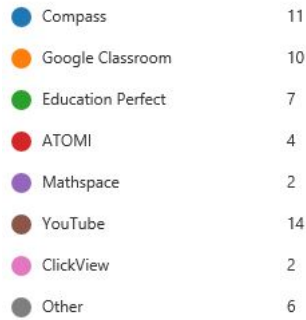 Compass 11
Google Classroom 10
Education Perfect 7
ATOMI 4
Mathspace 2
YouTube 14
ClickView 2
Other 6